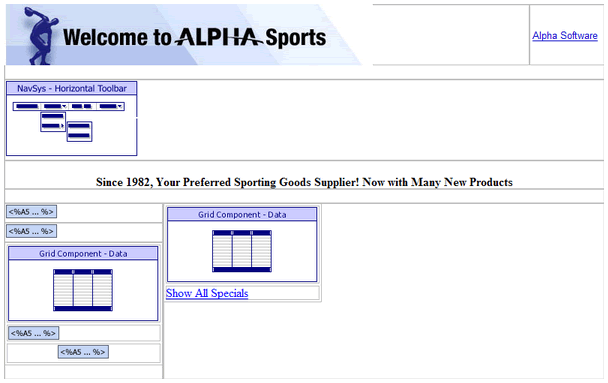 Welcome to ALPHA Sports
Alpha Software
NavSys - Horizontal Toolbar
Since 1982, Your Preferred Sporting Goods Supplier! Now with Many New Products
<%A5 ... %>
<%A5 ... %>
Grid Component - Data
<%A5 ... %>
<%A5 ... %>
Grid Component - Data
Show All Specials